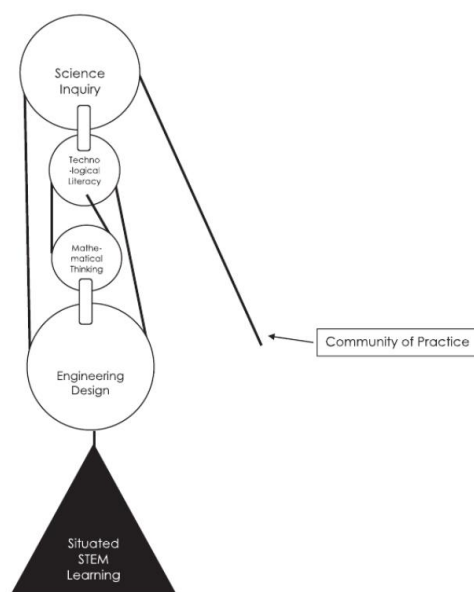 Science
Inquiry
Techno
-logical
Literacy
Mathe-
matical
Thinking
Community of Practice
Engineering
Design
Situated
STEM
Learning